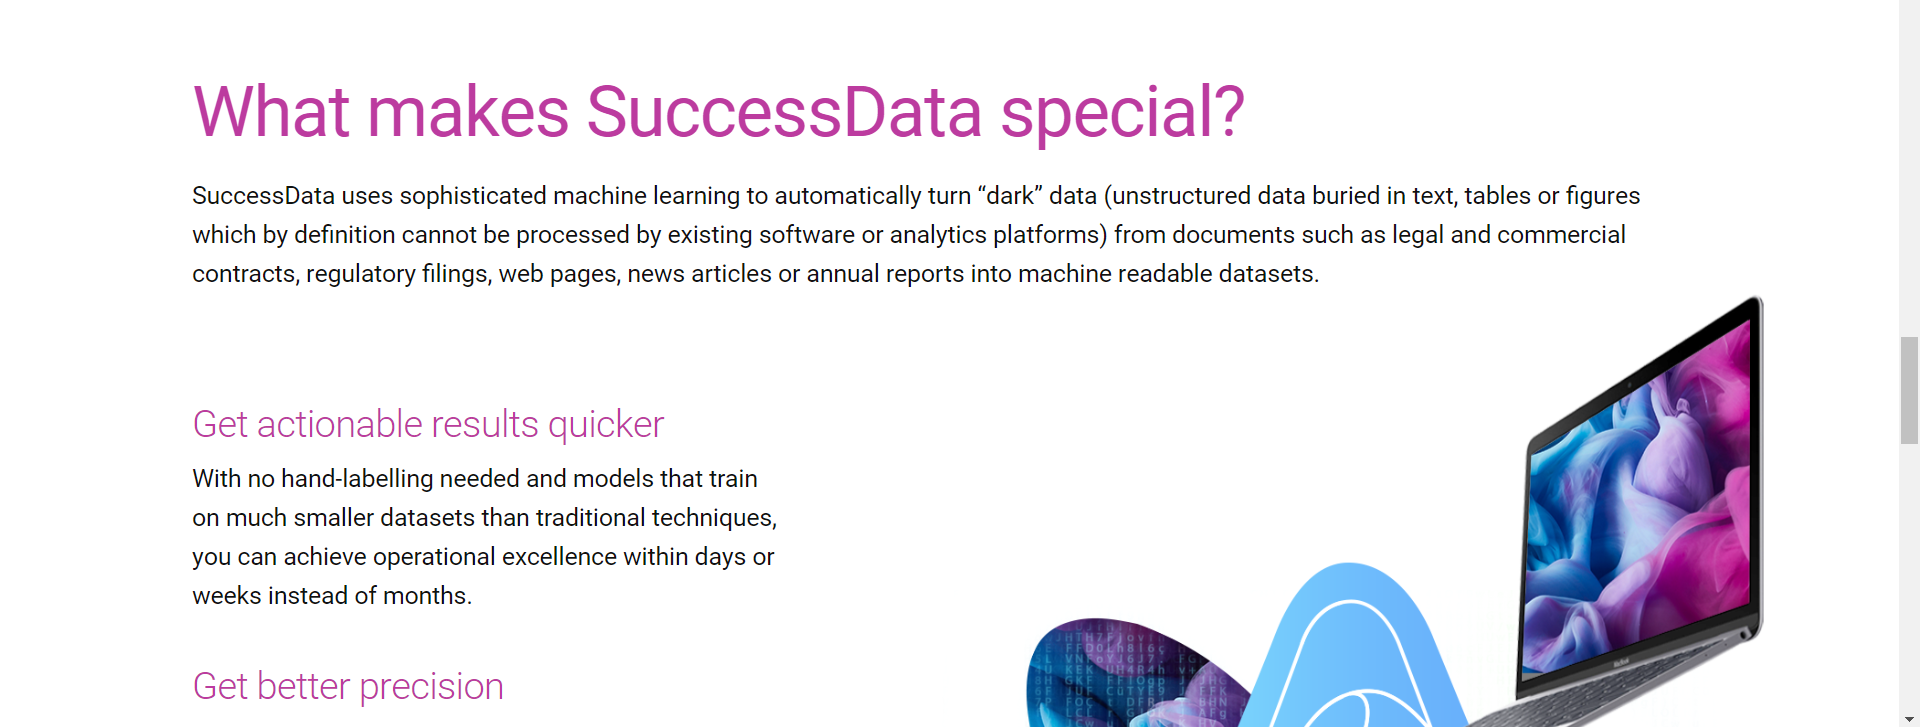 What makes SuccessData special?
SuccessData uses sophisticated machine learning to automatically turn “dark” data (unstructured data buried in text, tables or figures
which by definition cannot be processed by existing software or analytics platforms) from documents such as legal and commercial
contracts, regulatory filings, web pages, news articles or annual reports into machine readable datasets.
Get actionable results quicker
With no hand-labelling needed and models that train
on much smaller datasets than traditional techniques,
you can achieve operational excellence within days or
weeks instead of months.
Get better precision